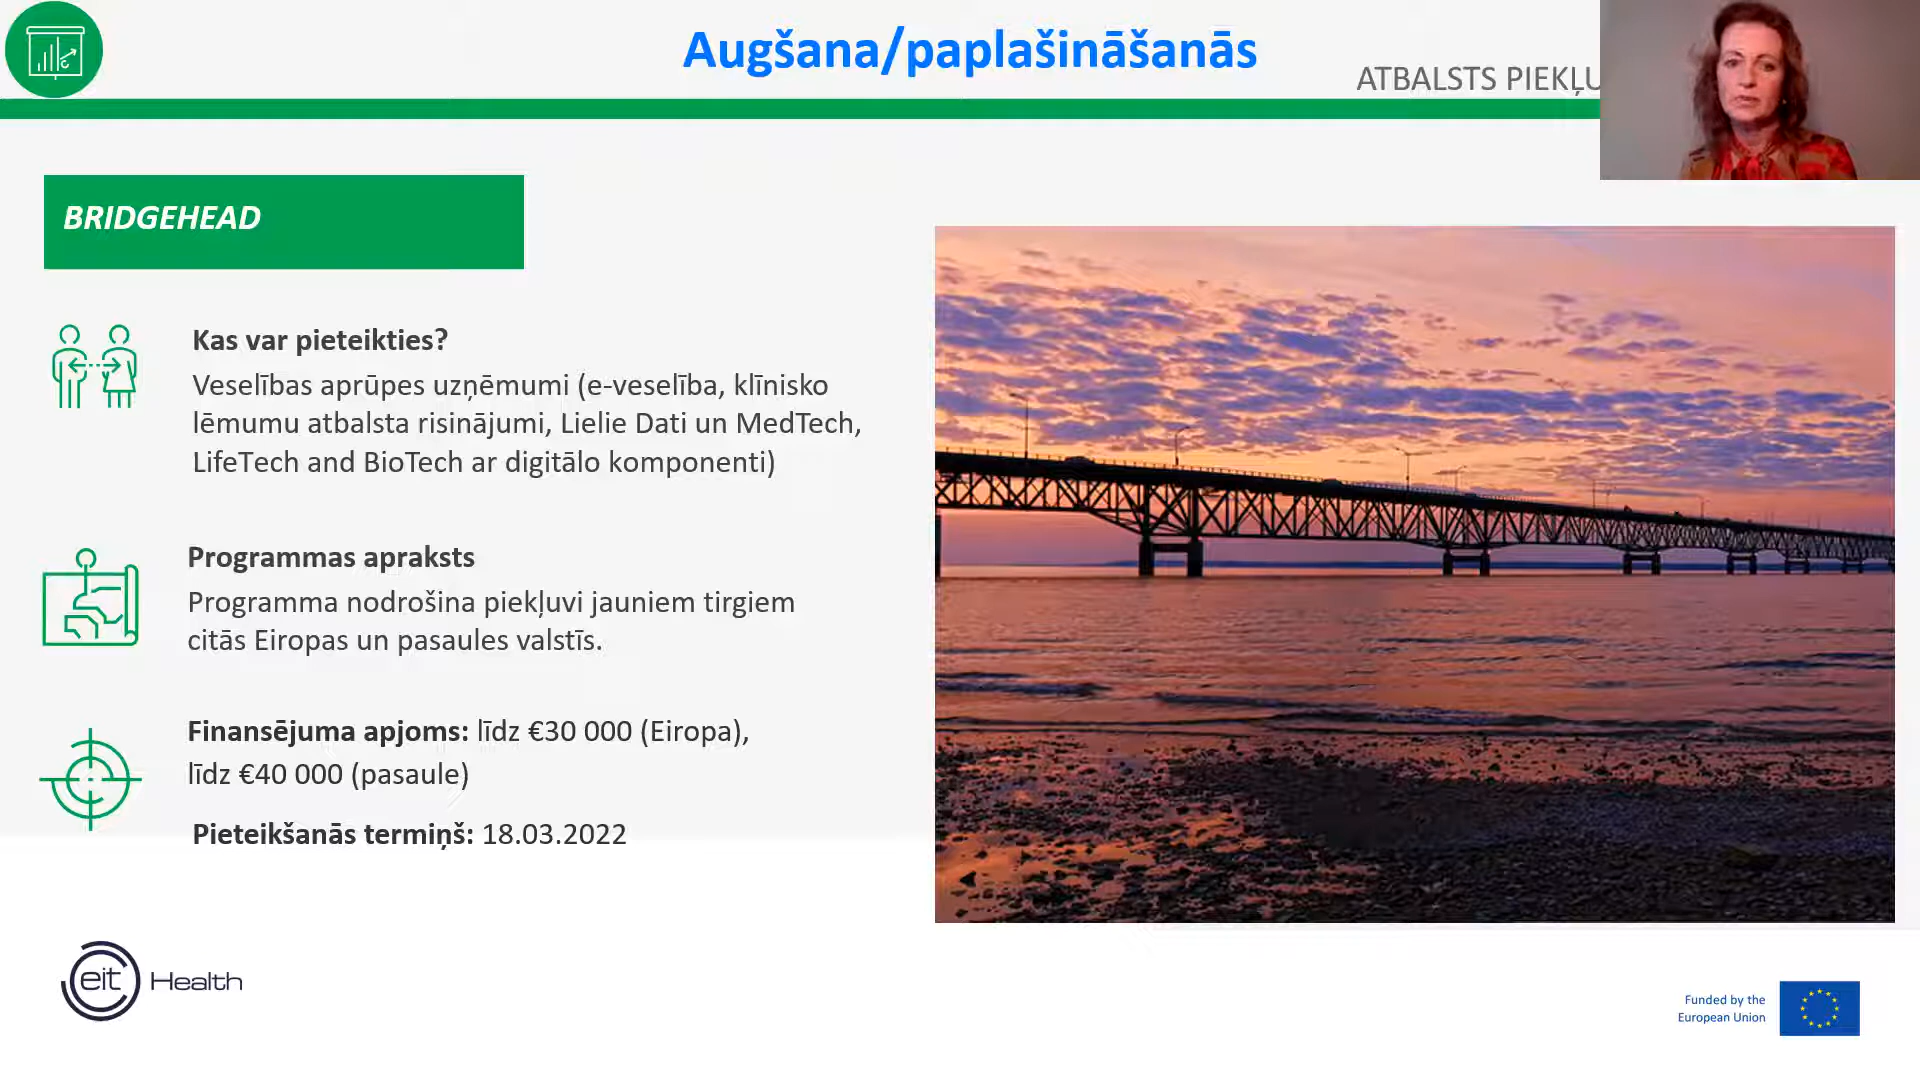 Augšana/paplašināšanās
ATBALSTS
BRIDGEHEAD
Kas var pieteikties?
Veselības aprūpes uzņēmumi (e-veselība, klīnisko
lēmumu atbalsta risinājumi, Lielie Dati un MedTech,
LifeTech and BioTech ar digitālo komponenti)
Programmas apraksts
Programma nodrošina piekļuvi jauniem tirgiem
citās Eiropas un pasaules valstīs.
Finansējuma apjoms: līdz €30 000 (Eiropa),
līdz €40 000 (pasaule)
Pieteikšanās termiņš: 18.03.2022
eit Health
Funded by the
European Union